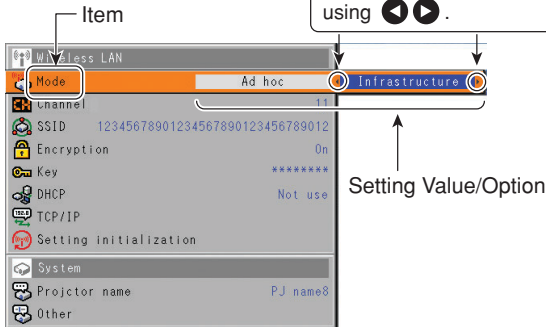 Item
using ◀ ▶ .
Wireless LAN
Mode Ad hoc Infrastructure
Channel 11
SSID 12345678901234567890123456789012
Encryption On
Key ********
DHCP Not use
TCP/IP
Setting initialization
Setting Value/Option
System
Projctor name PJ name8
Other